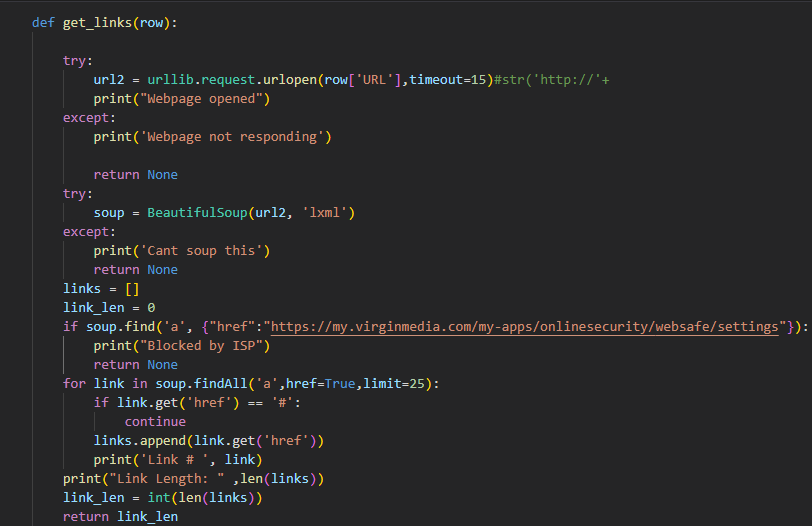 def get_links(row):
try:
url2 = urllib.request.urlopen(row['URL'],timeout=15)#str('http://'+
print("Webpage opened")
except:
print('Webpage not responding')
return None
try:
soup = BeautifulSoup(url2, 'lxml')
except:
print('Cant soup this')
return None
links = []
link_len = 0
if soup.find('a', {"href":"https://my.virginmedia.com/my-apps/onlinesecurity/websafe/settings"}):
print("Blocked by ISP")
return None
for link in soup.findAll('a',href=True,limit=25):
if link.get('href') == '#':
continue
links.append(link.get('href'))
print('Link # ', link)
print("Link Length: " ,len(links))
link_len = int(len(links))
return link_len